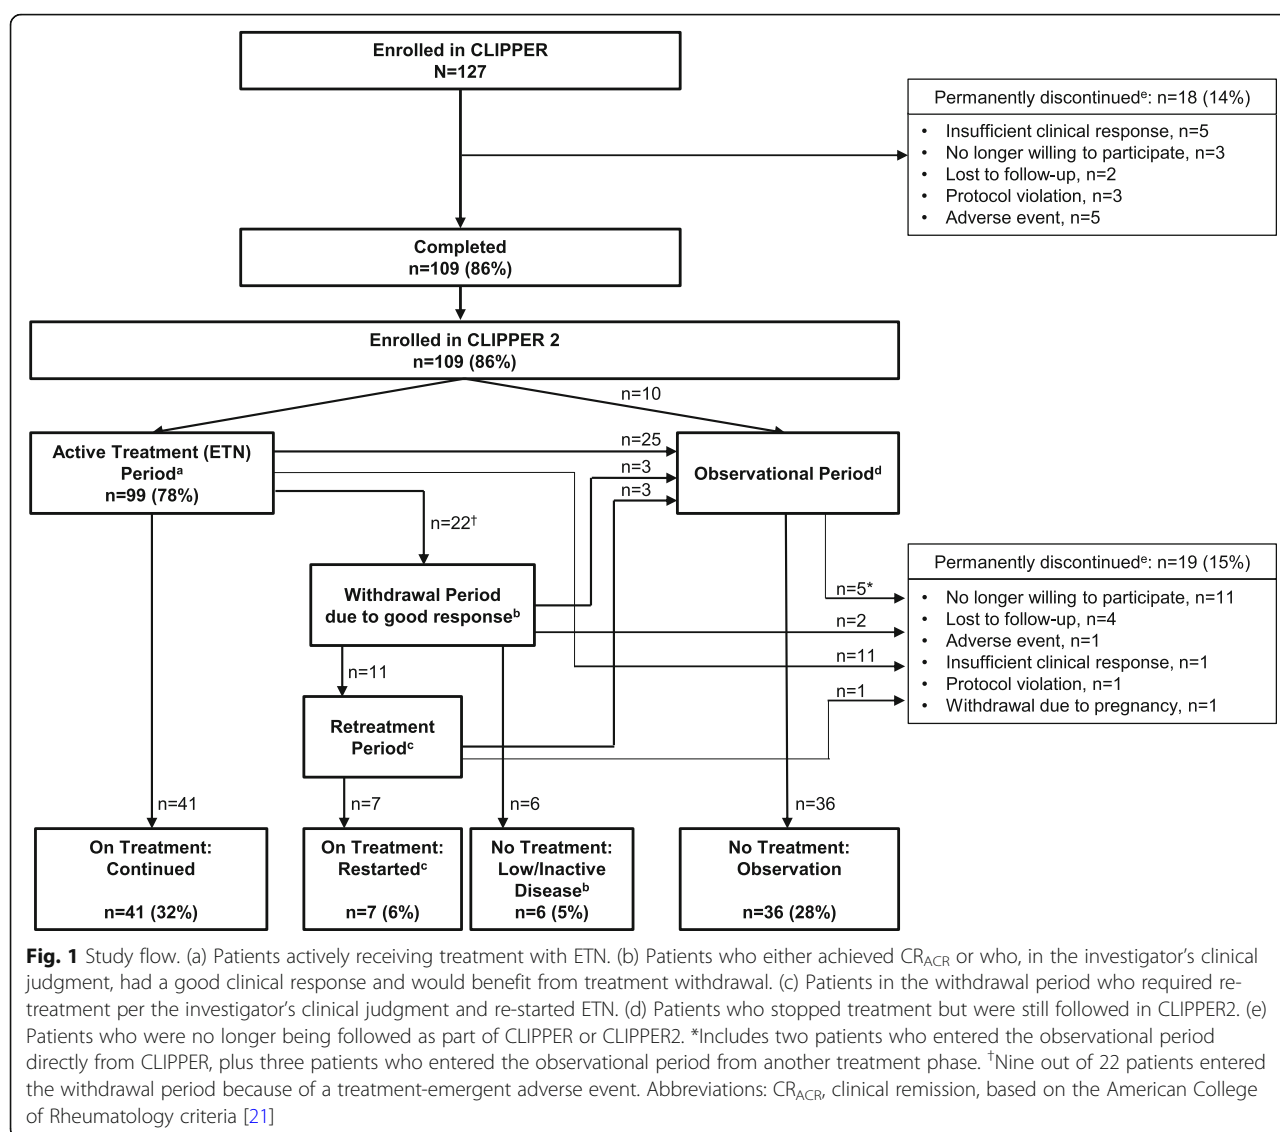 Enrolled in CLIPPER
N=127
Permanently discontinuedᵉ: n=18 (14%)
• Insufficient clinical response, n=5
• No longer willing to participate, n=3
• Lost to follow-up, n=2
• Protocol violation, n=3
• Adverse event, n=5
Completed
n=109 (86%)
Enrolled in CLIPPER 2
n=109 (86%)
n=10
Active Treatment (ETN)
Periodᵃ
n=99 (78%)
n=25
n=3
n=3
Observational Periodᵈ
n=22†
Withdrawal Period
due to good responseᵇ
n=5*
n=2
n=11
n=1
Permanently discontinuedᵉ: n=19 (15%)
• No longer willing to participate, n=11
• Lost to follow-up, n=4
• Adverse event, n=1
• Insufficient clinical response, n=1
• Protocol violation, n=1
• Withdrawal due to pregnancy, n=1
n=11
Retreatment
Periodᶜ
n=41
n=7
n=6
n=36
On Treatment:
Continued
n=41 (32%)
On Treatment:
Restartedᶜ
n=7 (6%)
No Treatment:
Low/Inactive
Diseaseᵇ
n=6 (5%)
No Treatment:
Observation
n=36 (28%)
Fig. 1 Study flow. (a) Patients actively receiving treatment with ETN. (b) Patients who either achieved CR_ACR or who, in the investigator's clinical
judgment, had a good clinical response and would benefit from treatment withdrawal. (c) Patients in the withdrawal period who required re-
treatment per the investigator's clinical judgment and re-started ETN. (d) Patients who stopped treatment but were still followed in CLIPPER2. (e)
Patients who were no longer being followed as part of CLIPPER or CLIPPER2. *Includes two patients who entered the observational period
directly from CLIPPER, plus three patients who entered the observational period from another treatment phase. †Nine out of 22 patients entered
the withdrawal period because of a treatment-emergent adverse event. Abbreviations: CR_ACR, clinical remission, based on the American College
of Rheumatology criteria [21]